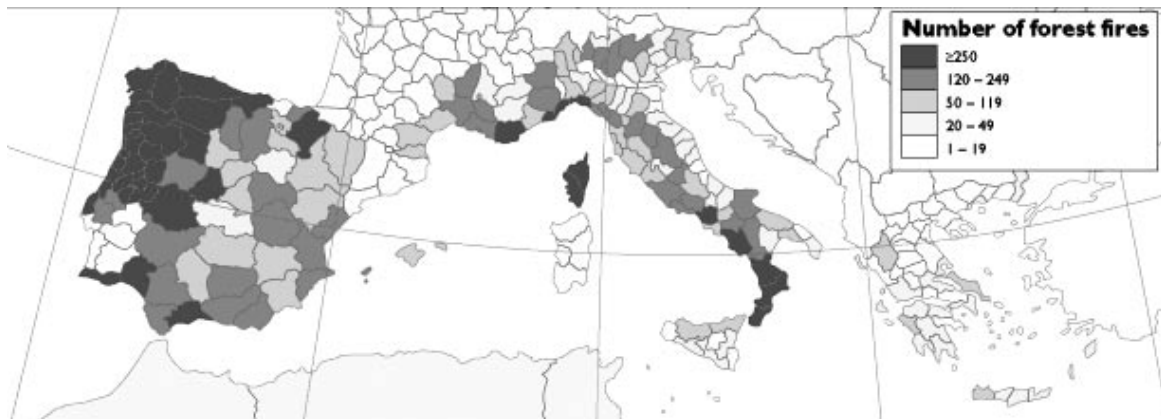 Number of forest fires
≥250
120 – 249
50 – 119
20 – 49
1 – 19